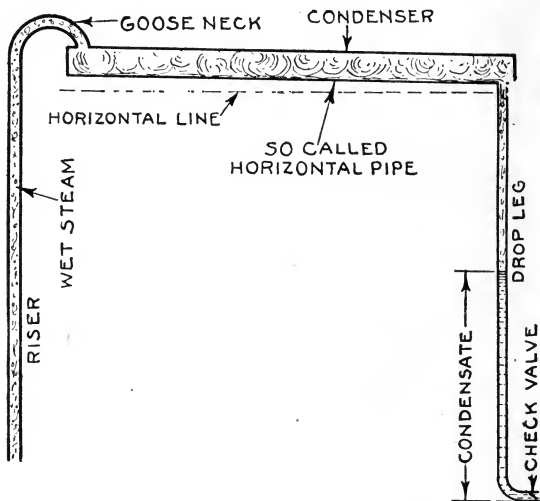 GOOSE NECK
CONDENSER
HORIZONTAL LINE
SO CALLED
HORIZONTAL PIPE
WET STEAM
RISER
DROP LEG
CONDENSATE
CHECK VALVE